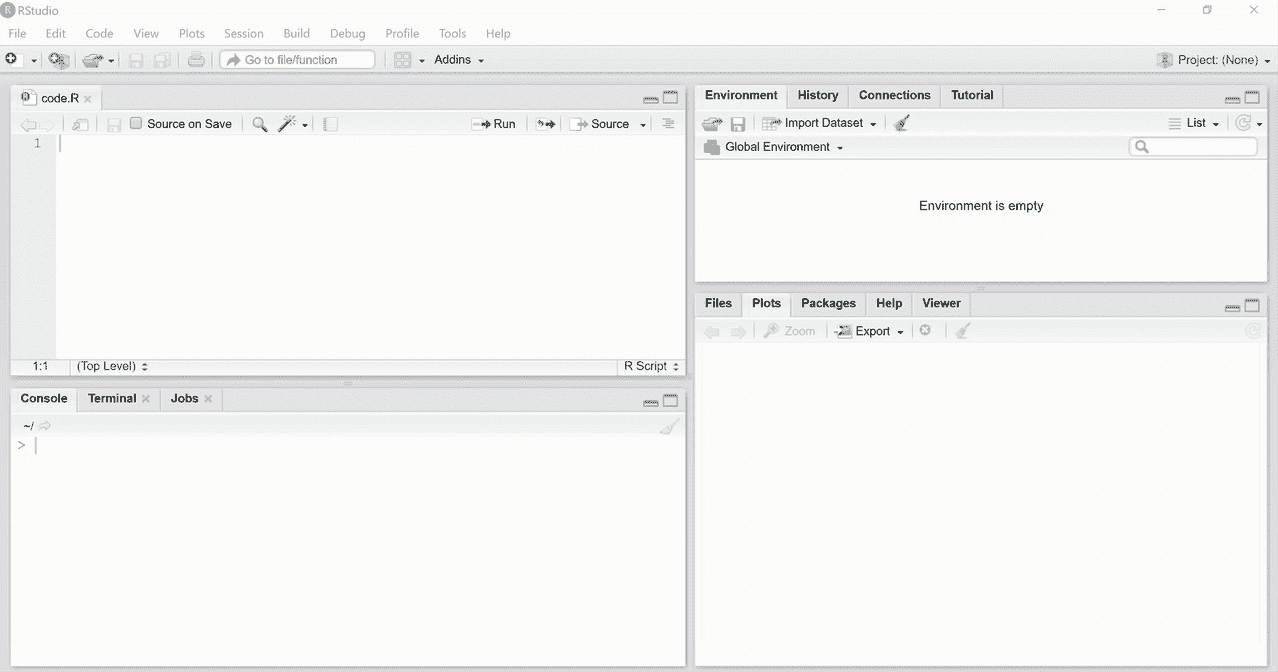 RStudio
File Edit Code View Plots Session Build Debug Profile Tools Help
Go to file/function Addins Project: (None)
code.R
Source on Save Run Source
1
1:1 (Top Level) R Script
Console Terminal Jobs
~/
>
Environment History Connections Tutorial
Import Dataset List
Global Environment
Environment is empty
Files Plots Packages Help Viewer
Zoom Export